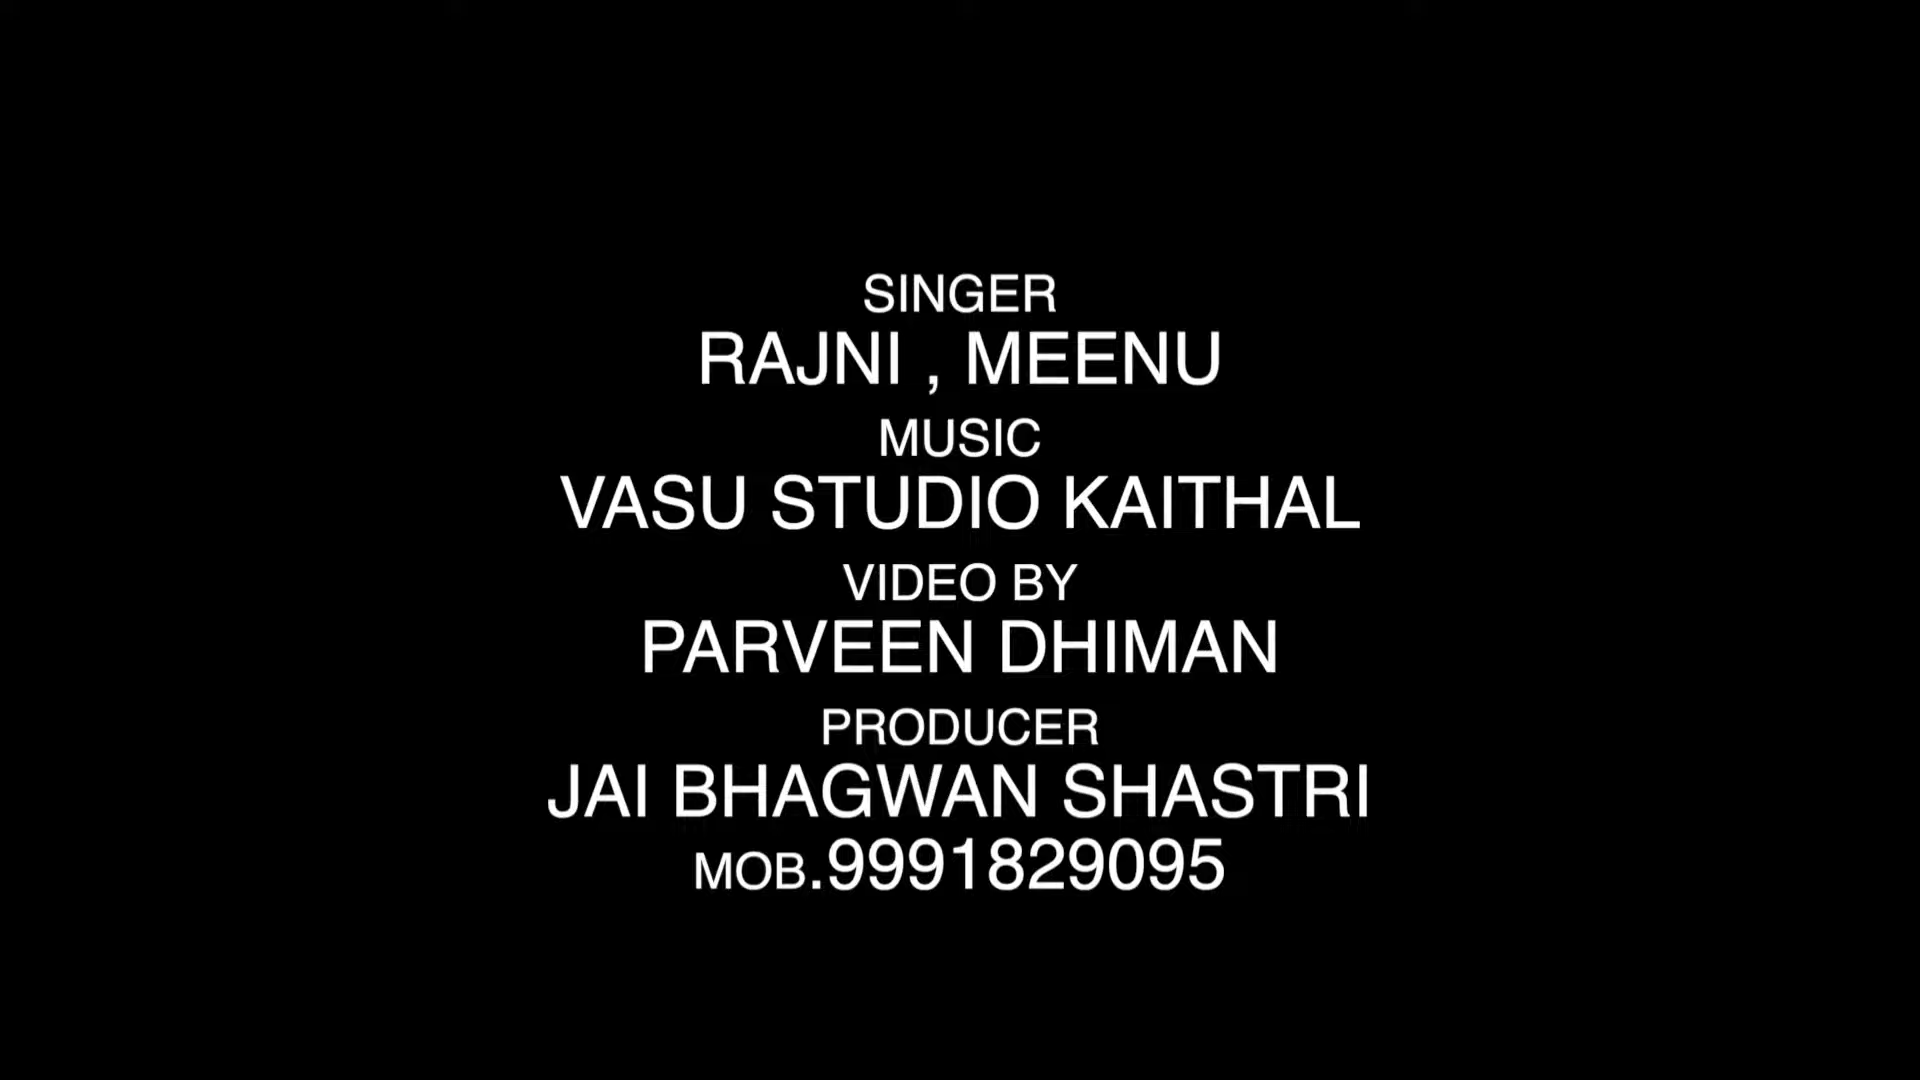 SINGER
RAJNI , MEENU
MUSIC
VASU STUDIO KAITHAL
VIDEO BY
PARVEEN DHIMAN
PRODUCER
JAI BHAGWAN SHASTRI
MOB.9991829095